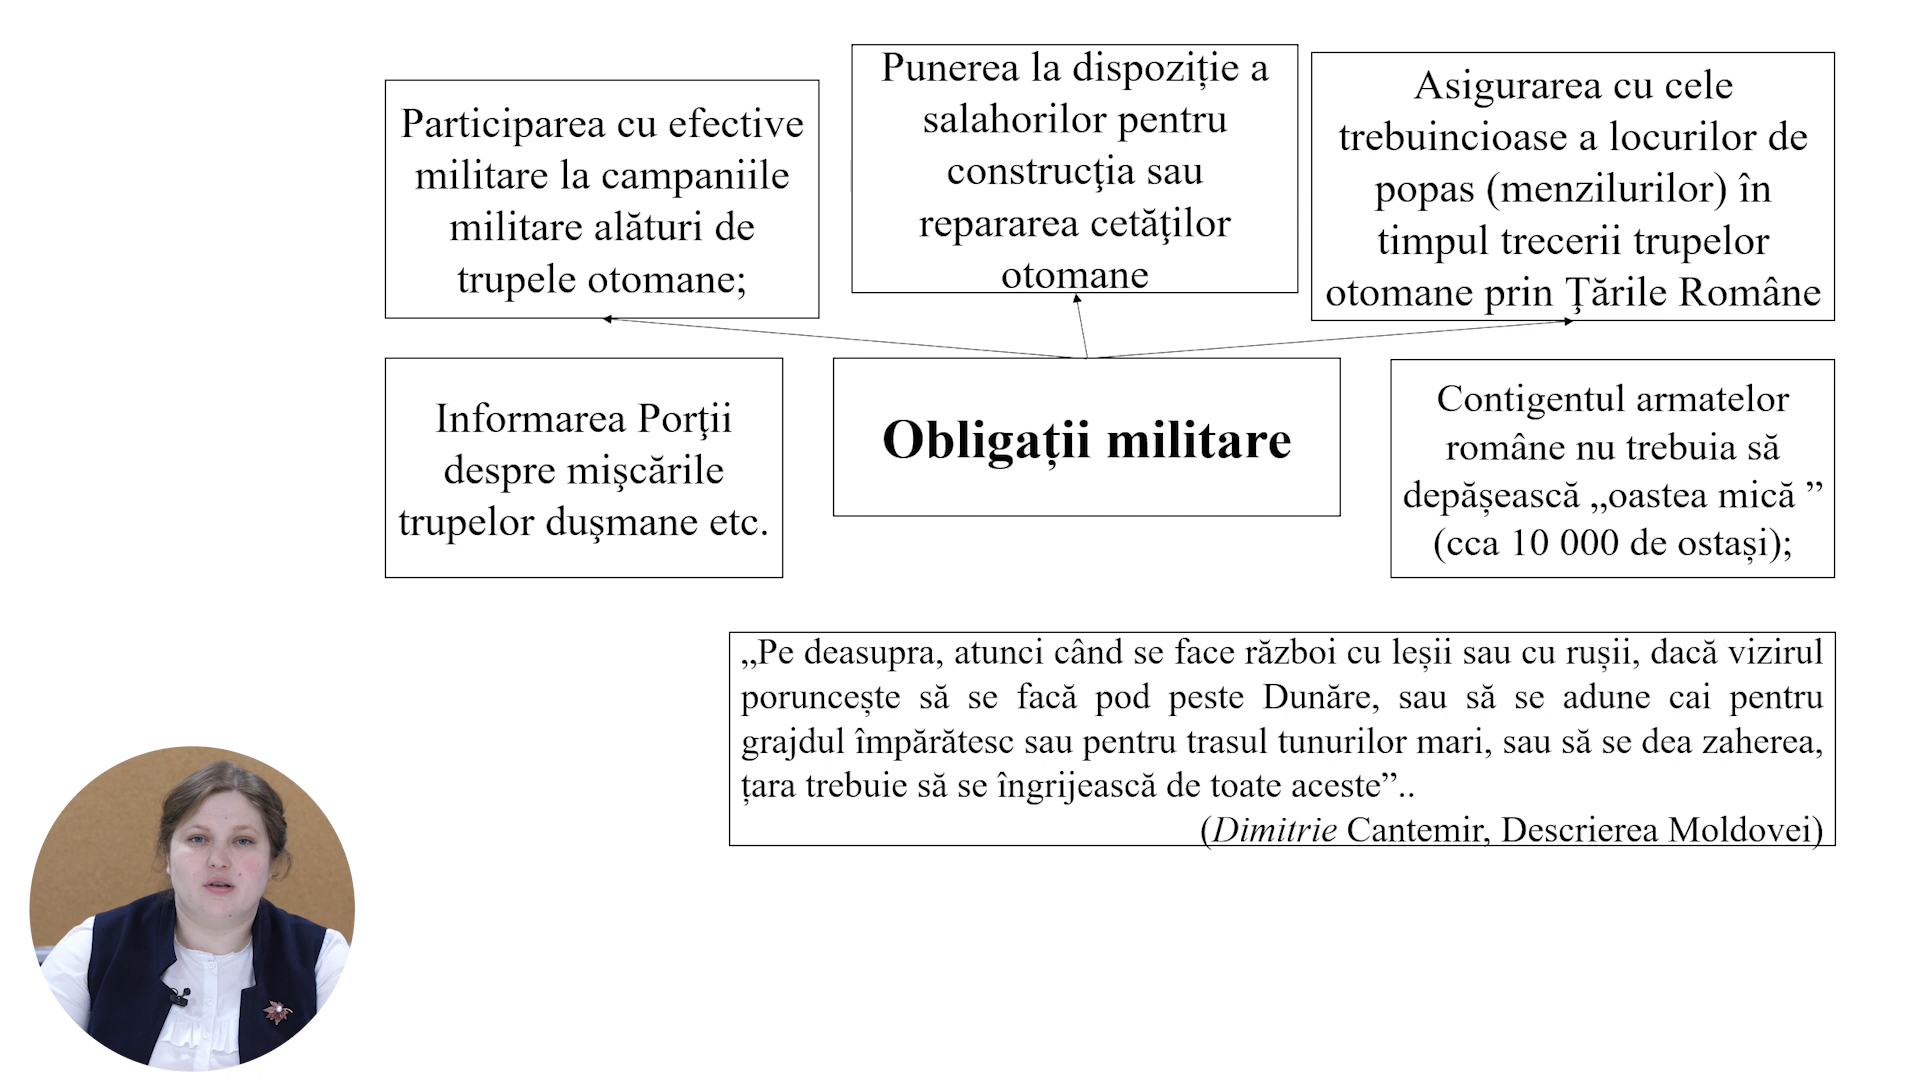 Participarea cu efective
militare la campaniile
militare alături de
trupele otomane;
Punerea la dispoziție a
salahorilor pentru
construcţia sau
repararea cetăţilor
otomane
Asigurarea cu cele
trebuincioase a locurilor de
popas (menzilurilor) în
timpul trecerii trupelor
otomane prin Ţările Române
Informarea Porţii
despre mişcările
trupelor duşmane etc.
Obligații militare
Contigentul armatelor
române nu trebuia să
depășească „oastea mică ”
(cca 10 000 de ostași);
„Pe deasupra, atunci când se face război cu leșii sau cu rușii, dacă vizirul
poruncește să se facă pod peste Dunăre, sau să se adune cai pentru
grajdul împărătesc sau pentru trasul tunurilor mari, sau să se dea zaherea,
țara trebuie să se îngrijească de toate aceste”..
(Dimitrie Cantemir, Descrierea Moldovei)